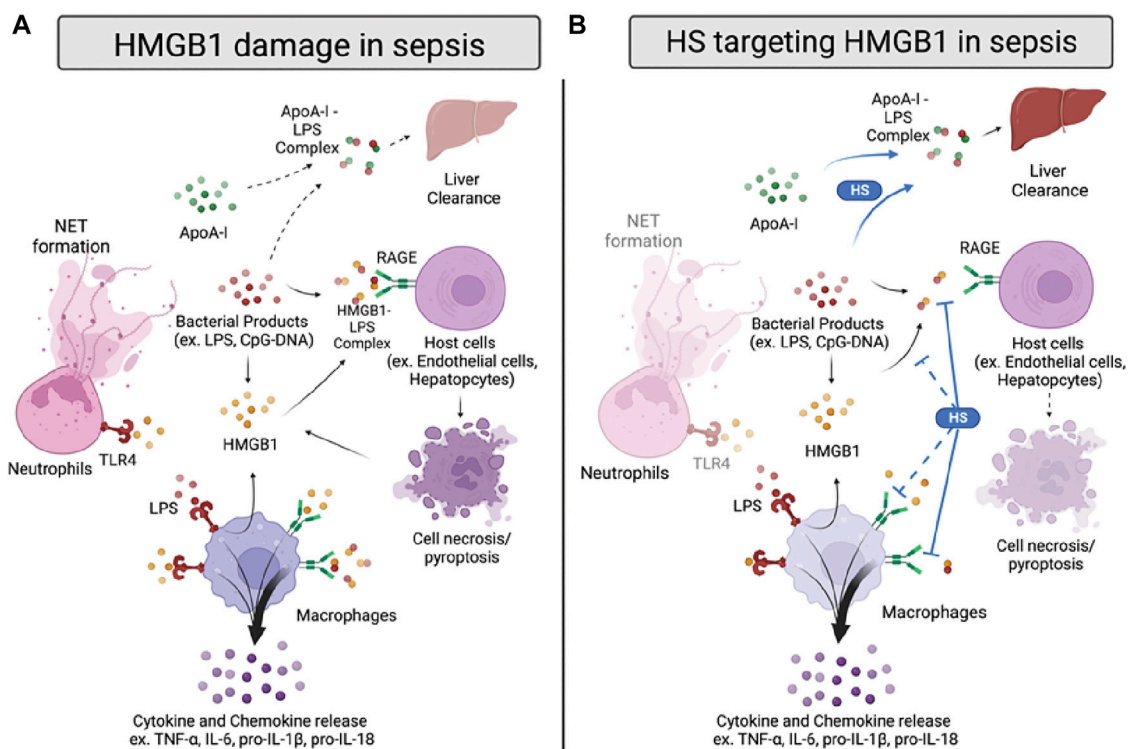 A
HMGB1 damage in sepsis
ApoA-I -
LPS
Complex
Liver
Clearance
ApoA-I
NET
formation
RAGE
Bacterial Products
(ex. LPS, CpG-DNA)
HMGB1-
LPS
Complex
Host cells
(ex. Endothelial cells,
Hepatopcytes)
HMGB1
TLR4
Neutrophils
LPS
Cell necrosis/
pyroptosis
Macrophages
Cytokine and Chemokine release
ex. TNF-α, IL-6, pro-IL-1β, pro-IL-18
B
HS targeting HMGB1 in sepsis
ApoA-I -
LPS
Complex
Liver
Clearance
HS
ApoA-I
NET
formation
RAGE
Bacterial Products
(ex. LPS, CpG-DNA)
Host cells
(ex. Endothelial cells,
Hepatopcytes)
HS
HMGB1
TLR4
Neutrophils
LPS
Cell necrosis/
pyroptosis
Macrophages
Cytokine and Chemokine release
ex. TNF-α, IL-6, pro-IL-1β, pro-IL-18